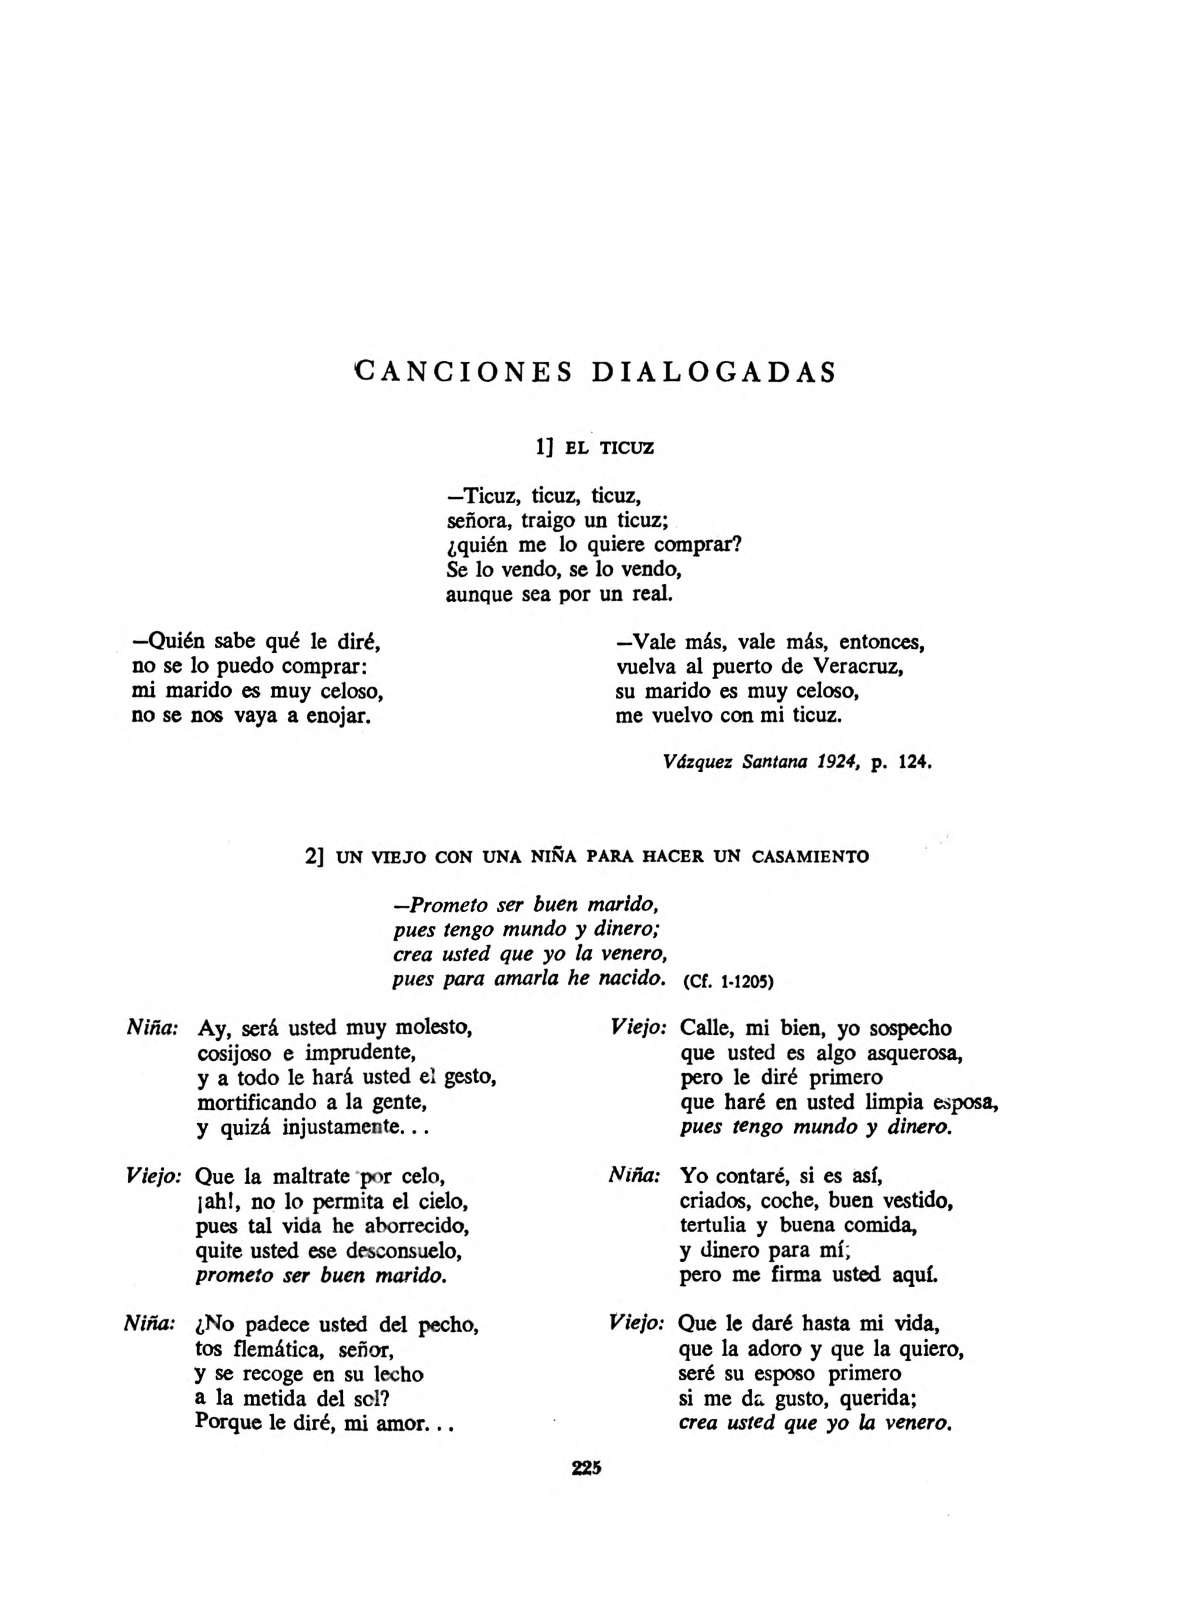 CANCIONES DIALOGADAS
1] EL TICUZ
—Ticuz, ticuz, ticuz,
señora, traigo un ticuz;
¿quién me lo quiere comprar?
Se lo vendo, se lo vendo,
aunque sea por un real.
—Quién sabe qué le diré,
no se lo puedo comprar:
mi marido es muy celoso,
no se nos vaya a enojar.
—Vale más, vale más, entonces,
vuelva al puerto de Veracruz,
su marido es muy celoso,
me vuelvo con mi ticuz.
Vázquez Santana 1924, p. 124.
2] UN VIEJO CON UNA NIÑA PARA HACER UN CASAMIENTO
—Prometo ser buen marido,
pues tengo mundo y dinero;
crea usted que yo la venero,
pues para amarla he nacido. (Cf. 1-1205)
Niña: Ay, será usted muy molesto,
cosijoso e imprudente,
y a todo le hará usted el gesto,
mortificando a la gente,
y quizá injustamente...
Viejo: Que la maltrate por celo,
¡ah!, no lo permita el cielo,
pues tal vida he aborrecido,
quite usted ese desconsuelo,
prometo ser buen marido.
Niña: ¿No padece usted del pecho,
tos flemática, señor,
y se recoge en su lecho
a la metida del sol?
Porque le diré, mi amor...
Viejo: Calle, mi bien, yo sospecho
que usted es algo asquerosa,
pero le diré primero
que haré en usted limpia esposa,
pues tengo mundo y dinero.
Niña: Yo contaré, si es así,
criados, coche, buen vestido,
tertulia y buena comida,
y dinero para mí;
pero me firma usted aquí.
Viejo: Que le daré hasta mi vida,
que la adoro y que la quiero,
seré su esposo primero
si me da gusto, querida;
crea usted que yo la venero.
225